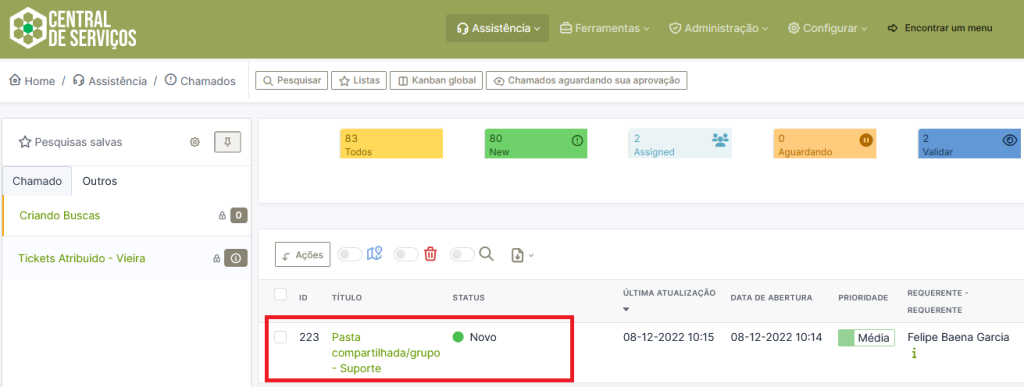 CENTRAL
DE SERVIÇOS
Assistência
Ferramentas
Administração
Configurar
Encontrar um menu
Home / Assistência / Chamados
Pesquisar
Listas
Kanban global
Chamados aguardando sua aprovação
Pesquisas salvas
Chamado
Outros
Criando Buscas
0
Tickets Atribuido - Vieira
83
Todos
80
New
2
Assigned
0
Aguardando
2
Validar
Ações
ID
TÍTULO
STATUS
ÚLTIMA ATUALIZAÇÃO
DATA DE ABERTURA
PRIORIDADE
REQUERENTE -
REQUERENTE
223
Pasta
compartilhada/grupo
- Suporte
Novo
08-12-2022 10:15
08-12-2022 10:14
Média
Felipe Baena Garcia